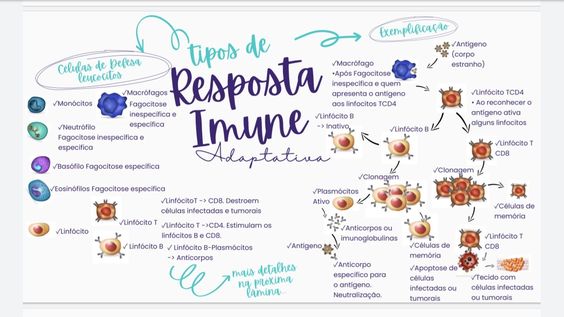 tipos de
Resposta
Imune
Adaptativa
Células de Defesa
leucócitos
✓Monócitos
✓Macrófagos
Fagocitose
inespecífica e
específica
✓Neutrófilo
Fagocitose inespecífica e
específica
✓Basófilo Fagocitose específica
✓Eosinófilos Fagocitose específica
✓Linfócito
✓Linfócito T
✓Linfócito B
✓LinfócitoT -> CD8. Destroem
células infectadas e tumorais
✓Linfócito T ->CD4. Estimulam os
linfócitos B e CD8.
✓Linfócito B-Plasmócitos
-> Anticorpos
mais detalhes
na próxima
lâmina...
Exemplificação
✓Antígeno
(corpo
estranho)
✓Macrófago
•Após Fagocitose
inespecífica e quem
apresenta o antígeno
aos linfócitos TCD4
✓Linfócito TCD4
• Ao reconhecer o
antígeno ativa
alguns linfócitos
✓Linfócito B
-> Inativo
✓Linfócito B
✓Linfócito T
CD8
✓Clonagem
✓Clonagem
✓Plasmócitos
Ativo
✓Células de
memória
✓Anticorpos ou
imunoglobulinas
✓Linfócito T
CD8
✓Antígeno
✓Células de
memória
✓Anticorpo
específico para
o antígeno.
Neutralização.
✓Apoptose de
células
infectadas ou
tumorais
✓Tecido com
células infectadas
ou tumorais